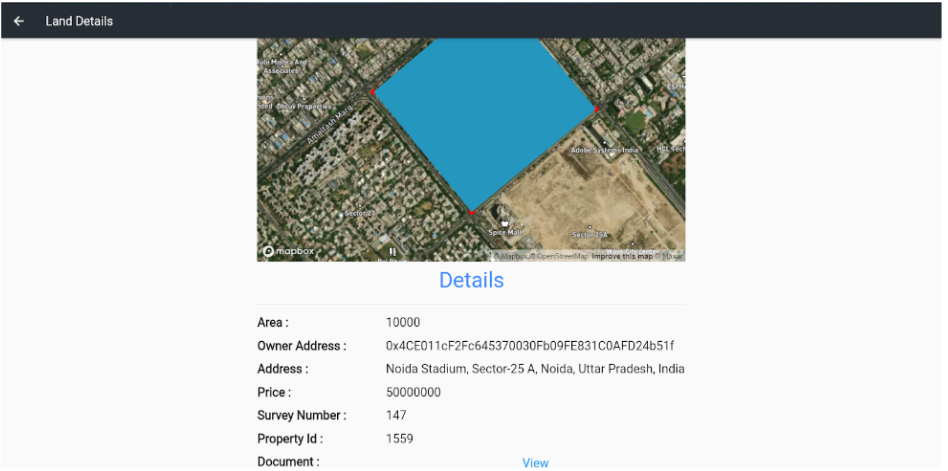 Land Details
Associates
Amaltash Marg
Adobe Systems India
HCL Tech
Sector-21
Spice Mall
Sector 25A
mapbox
© Mapbox © OpenStreetMap Improve this map © Maxar
Details
Area : 10000
Owner Address : 0x4CE011cF2Fc645370030Fb09FE831C0AFD24b51f
Address : Noida Stadium, Sector-25 A, Noida, Uttar Pradesh, India
Price : 50000000
Survey Number : 147
Property Id : 1559
Document : View